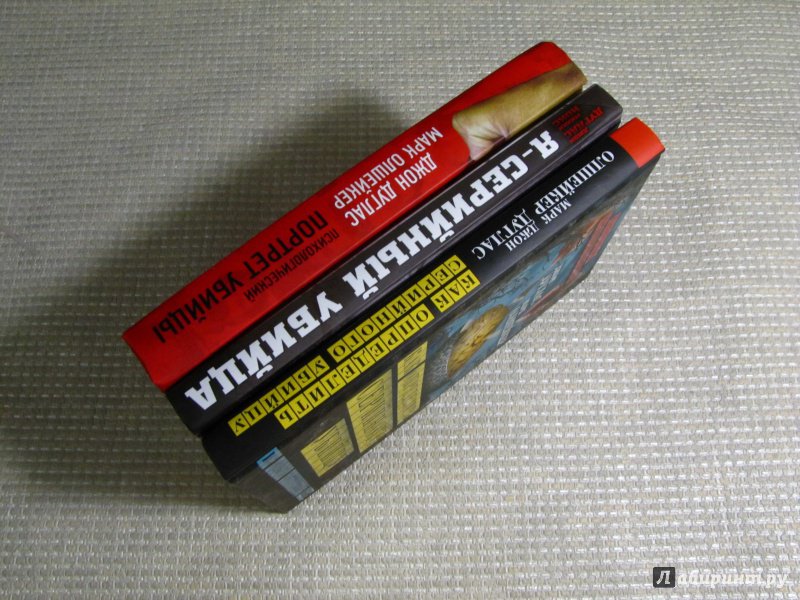 ДЖОН ДУГЛАС
МАРК ОЛШЕЙКЕР
ПСИХОЛОГИЧЕСКИЙ
ПОРТРЕТ УБИЙЦЫ
ДУГЛАС
Я - СЕРИЙНЫЙ УБИЙЦА
МАРК ДЖОН
ОЛШЕЙКЕР ДУГЛАС
КАК ОПРЕДЕЛИТЬ
СЕРИЙНОГО УБИЙЦУ
Лабиринт.ру